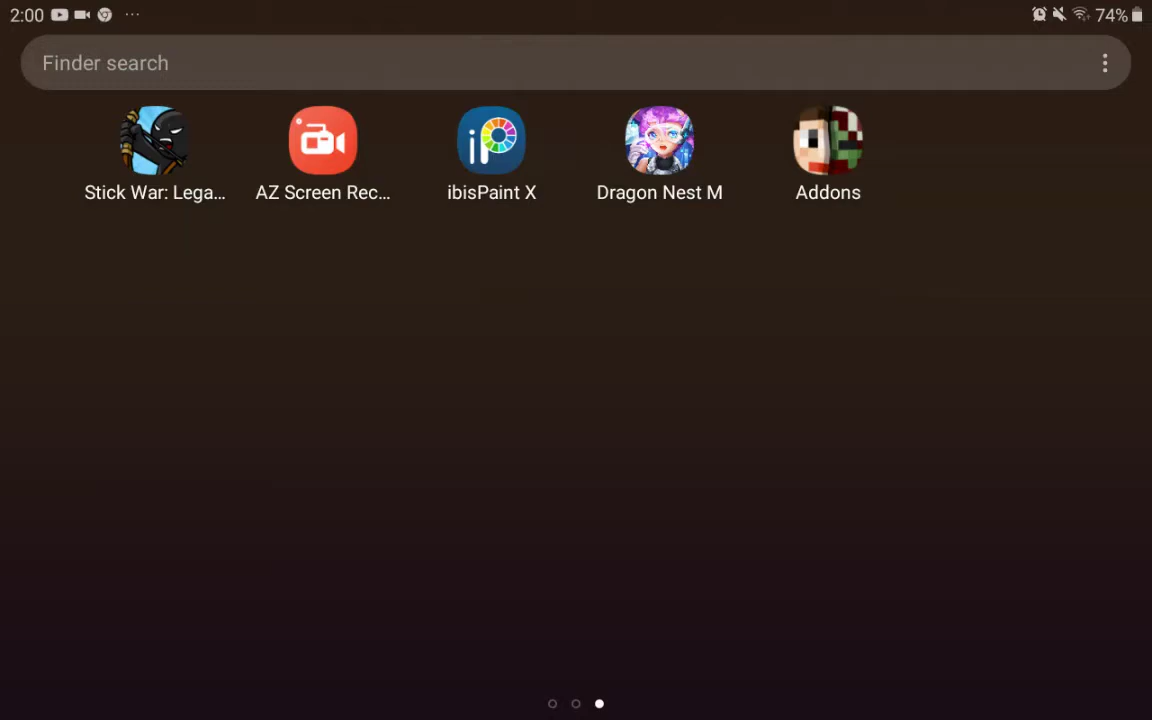 2:00 ... 74%
Finder search
Stick War: Lega... AZ Screen Rec... ibisPaint X Dragon Nest M Addons